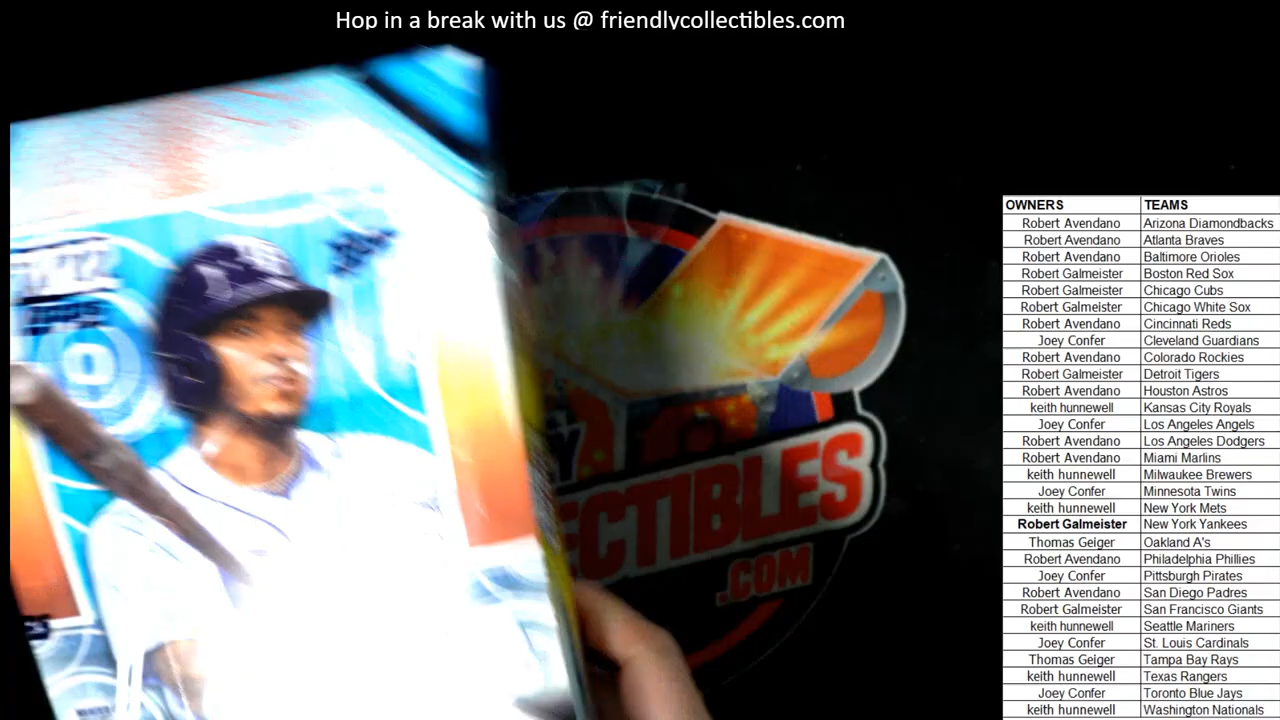 Hop in a break with us @ friendlycollectibles.com
OWNERS TEAMS
Robert Avendano Arizona Diamondbacks
Robert Avendano Atlanta Braves
Robert Avendano Baltimore Orioles
Robert Galmeister Boston Red Sox
Robert Galmeister Chicago Cubs
Robert Galmeister Chicago White Sox
Robert Avendano Cincinnati Reds
Joey Confer Cleveland Guardians
Robert Avendano Colorado Rockies
Robert Galmeister Detroit Tigers
Robert Avendano Houston Astros
keith hunnewell Kansas City Royals
Joey Confer Los Angeles Angels
Robert Avendano Los Angeles Dodgers
Robert Avendano Miami Marlins
keith hunnewell Milwaukee Brewers
Joey Confer Minnesota Twins
keith hunnewell New York Mets
Robert Galmeister New York Yankees
Thomas Geiger Oakland A's
Robert Avendano Philadelphia Phillies
Joey Confer Pittsburgh Pirates
Robert Avendano San Diego Padres
Robert Galmeister San Francisco Giants
keith hunnewell Seattle Mariners
Joey Confer St. Louis Cardinals
Thomas Geiger Tampa Bay Rays
keith hunnewell Texas Rangers
Joey Confer Toronto Blue Jays
keith hunnewell Washington Nationals
ECTIBLES
.COM